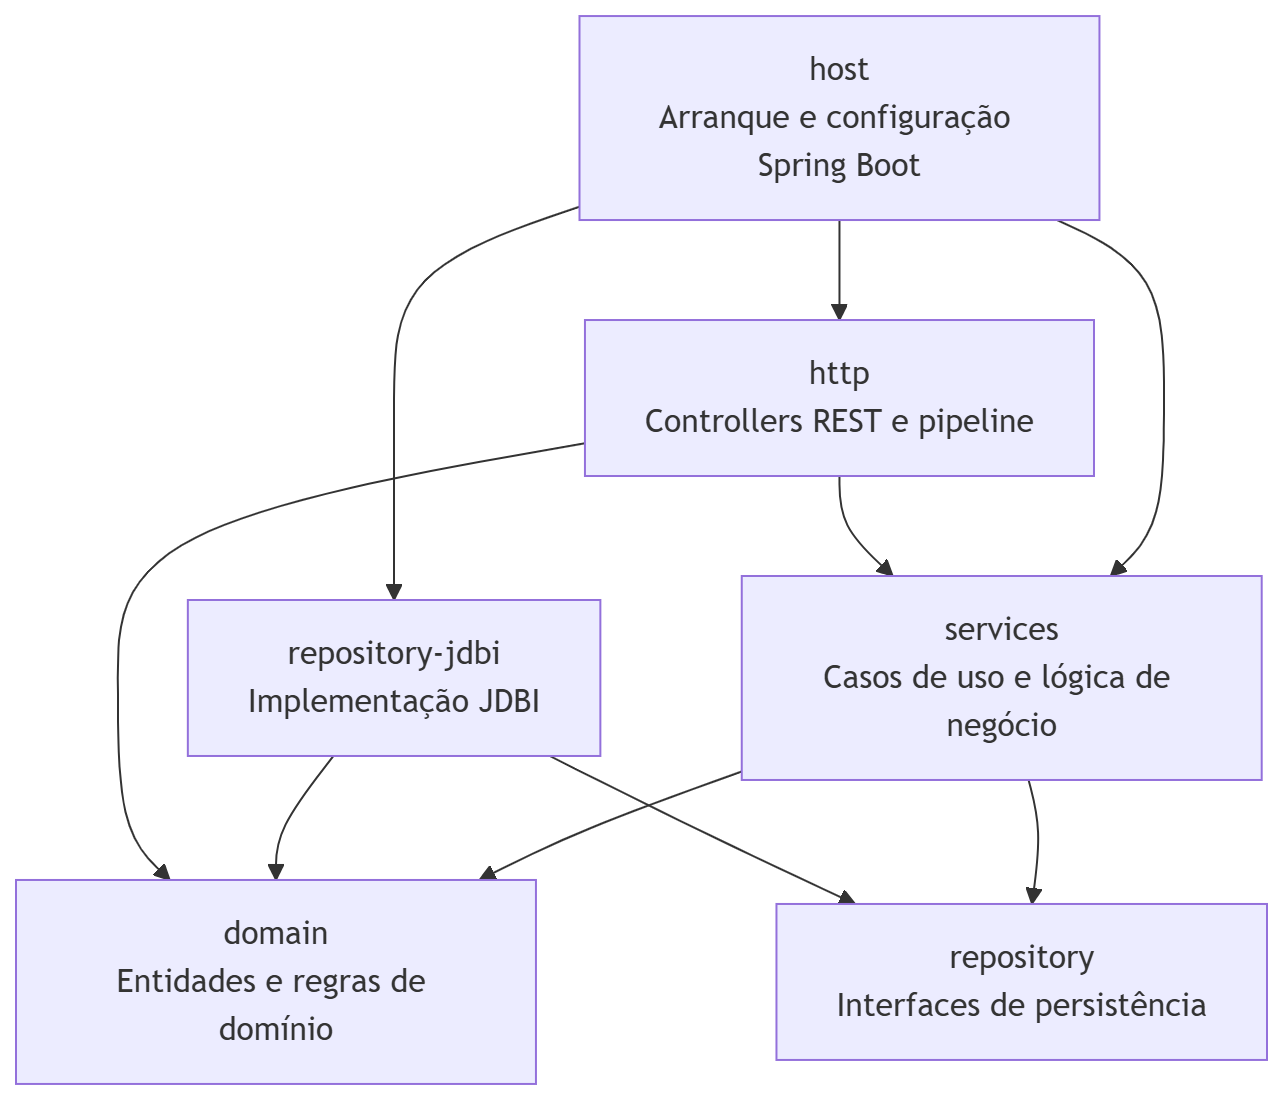 host
Arranque e configuração
Spring Boot
http
Controllers REST e pipeline
repository-jdbi
Implementação JDBI
services
Casos de uso e lógica de
negócio
domain
Entidades e regras de
domínio
repository
Interfaces de persistência